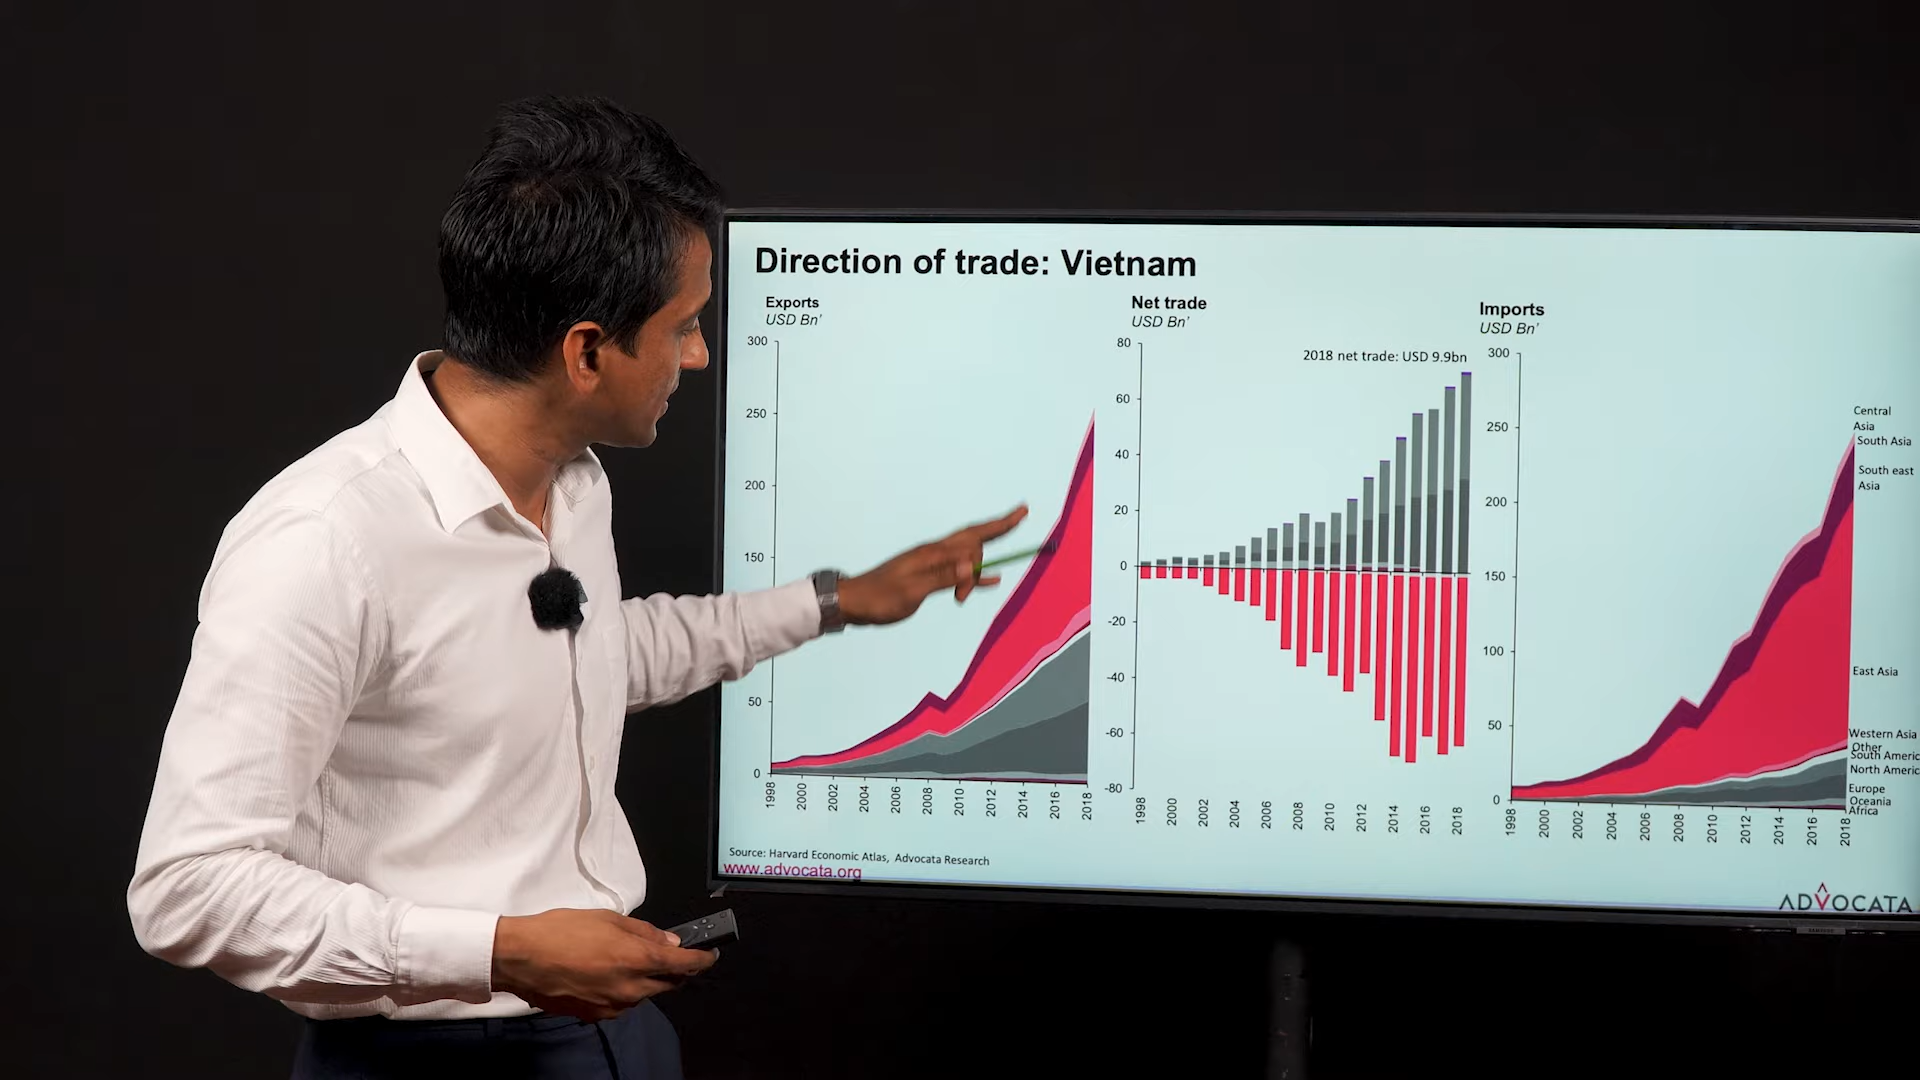 Direction of trade: Vietnam
Exports
USD Bn'
300
250
200
150
50
0
1998
2000
2002
2004
2006
2008
2010
2012
2014
2016
2018
Net trade
USD Bn'
2018 net trade: USD 9.9bn
80
60
40
20
0
-20
-40
-60
-80
1998
2000
2002
2004
2006
2008
2010
2012
2014
2016
2018
Imports
USD Bn'
300
250
200
150
100
50
0
1998
2000
2002
2004
2006
2008
2010
2012
2014
2016
2018
Central
Asia
South Asia
South east
Asia
East Asia
Western Asia
Other
South Americ
North Americ
Europe
Oceania
Africa
Source: Harvard Economic Atlas, Advocata Research
www.advocata.org
ADVOCATA
SAMSUNG